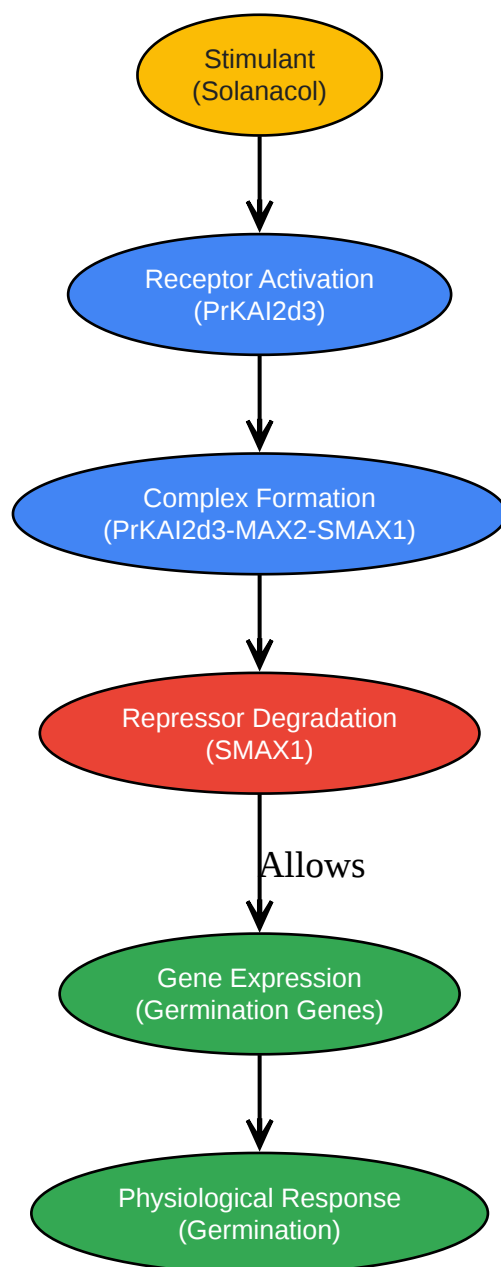 Stimulant
(Solanacol)
Receptor Activation
(PrKAI2d3)
Complex Formation
(PrKAI2d3-MAX2-SMAX1)
Repressor Degradation
(SMAX1)
Allows
Gene Expression
(Germination Genes)
Physiological Response
(Germination)